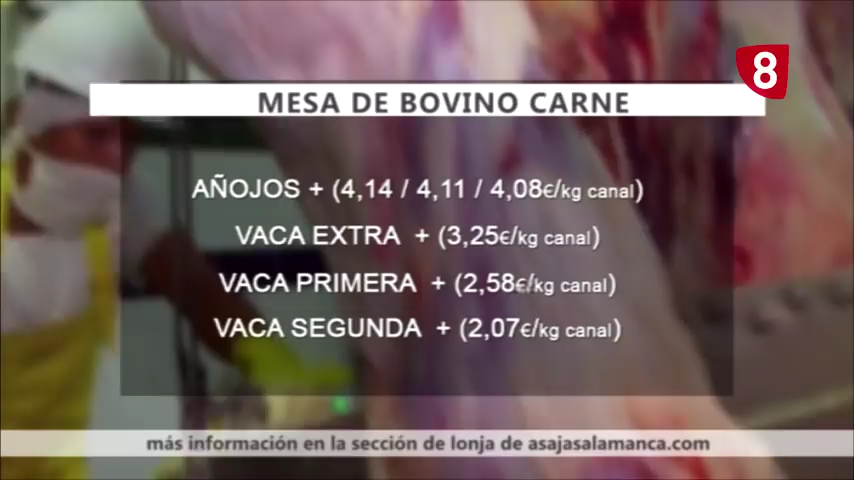 8
MESA DE BOVINO CARNE
AÑOJOS + (4,14 / 4,11 / 4,08€/kg canal)
VACA EXTRA + (3,25€/kg canal)
VACA PRIMERA + (2,58€/kg canal)
VACA SEGUNDA + (2,07€/kg canal)
más información en la sección de lonja de asajasalamanca.com